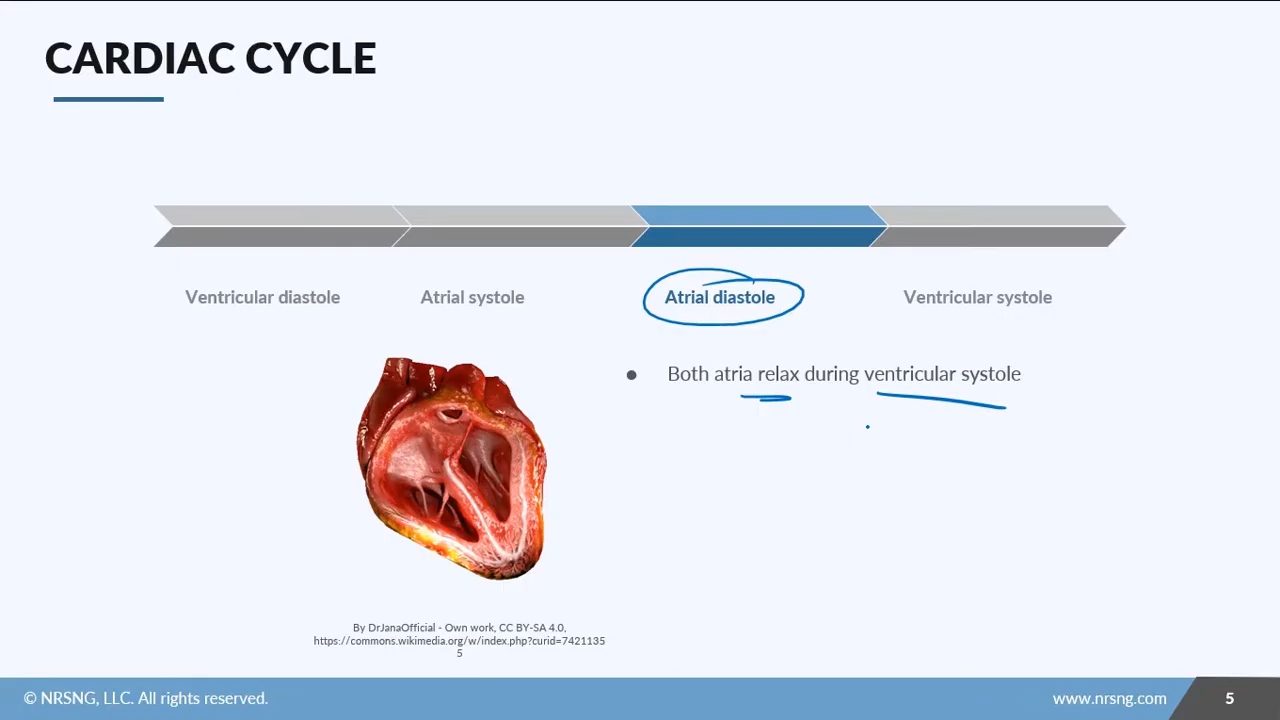 CARDIAC CYCLE
Ventricular diastole
Atrial systole
Atrial diastole
Ventricular systole
● Both atria relax during ventricular systole
By DrJanaOfficial - Own work, CC BY-SA 4.0,
https://commons.wikimedia.org/w/index.php?curid=7421135
5
© NRSNG, LLC. All rights reserved.
www.nrsng.com
5